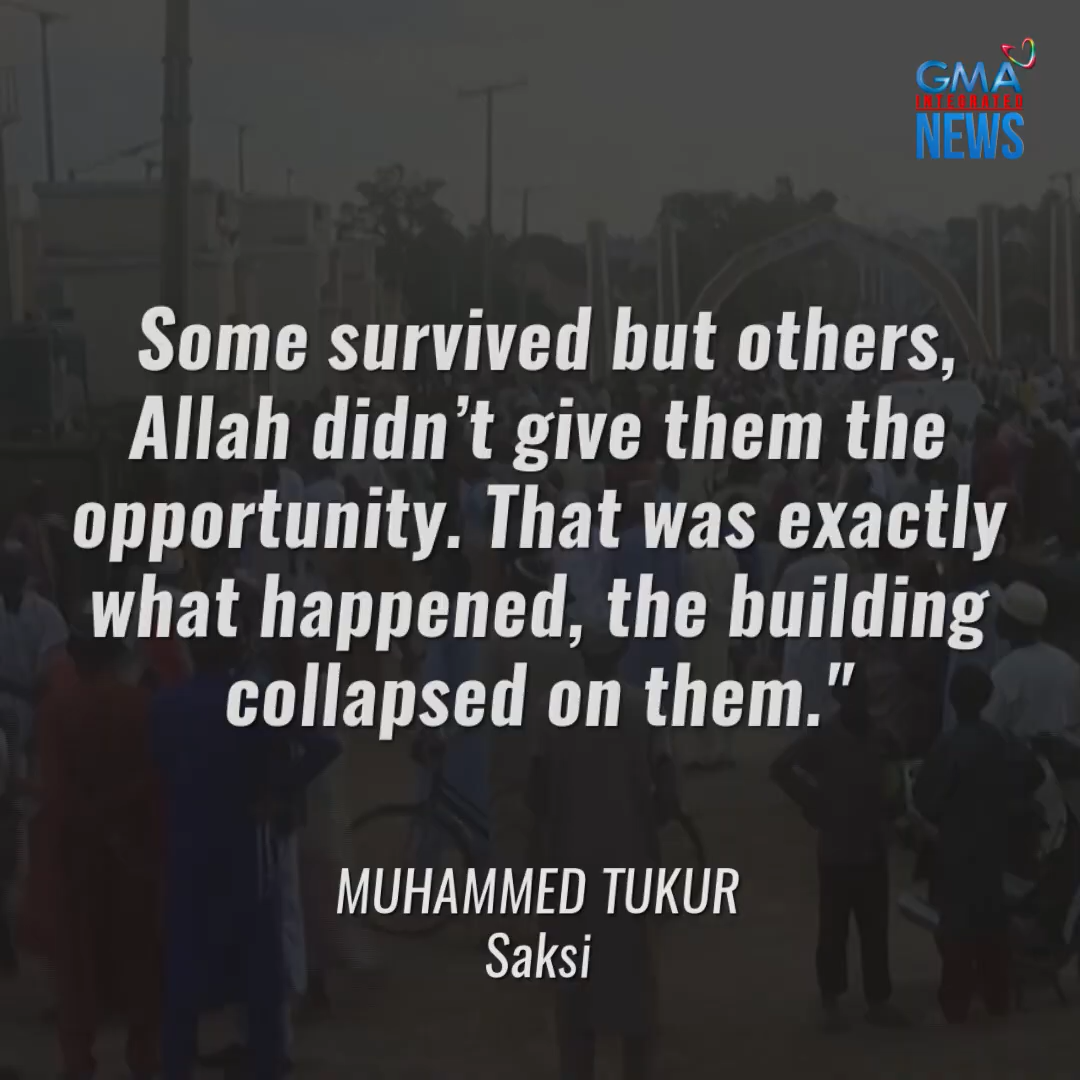 GMA
INTEGRATED
NEWS
Some survived but others,
Allah didn’t give them the
opportunity. That was exactly
what happened, the building
collapsed on them."
MUHAMMED TUKUR
Saksi